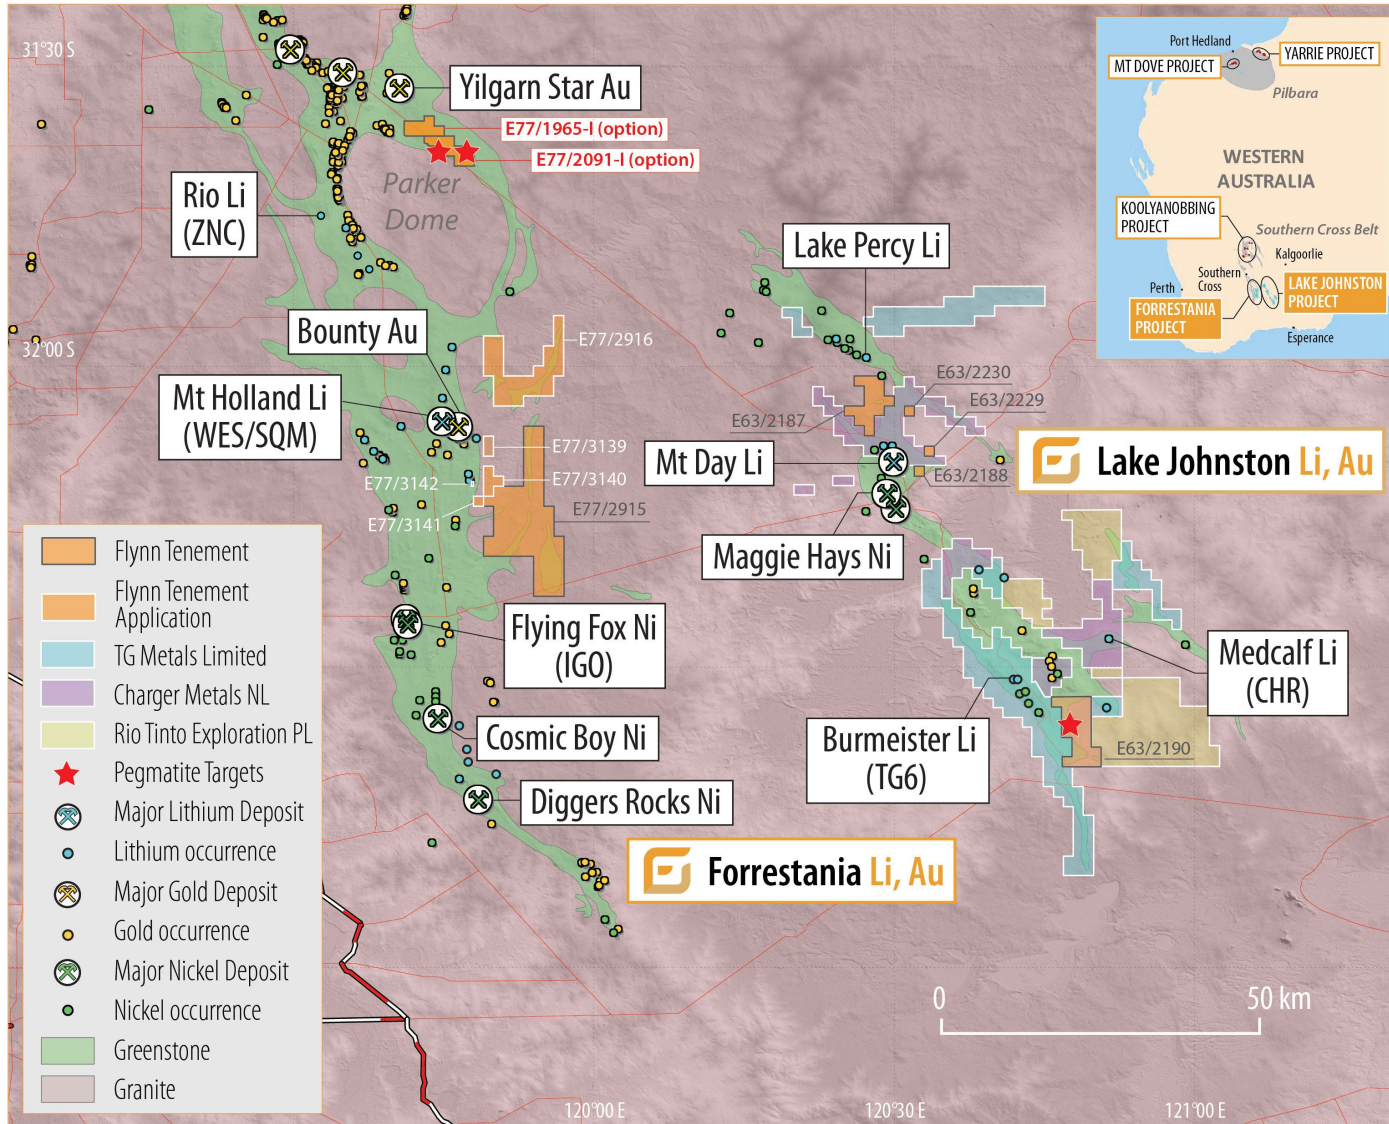 31°30 S
32°00 S
120°00 E
120°30 E
121°00 E
Yilgarn Star Au
E77/1965-I (option)
E77/2091-I (option)
Parker
Dome
Rio Li
(ZNC)
Bounty Au
Mt Holland Li
(WES/SQM)
E77/2916
E77/3139
E77/3142
E77/3140
E77/3141
E77/2915
Flying Fox Ni
(IGO)
Cosmic Boy Ni
Diggers Rocks Ni
Forrestania Li, Au
Lake Percy Li
E63/2230
E63/2229
E63/2187
Mt Day Li
E63/2188
Lake Johnston Li, Au
Maggie Hays Ni
Medcalf Li
(CHR)
Burmeister Li
(TG6)
E63/2190
0
50 km
Flynn Tenement
Flynn Tenement
Application
TG Metals Limited
Charger Metals NL
Rio Tinto Exploration PL
Pegmatite Targets
Major Lithium Deposit
Lithium occurrence
Major Gold Deposit
Gold occurrence
Major Nickel Deposit
Nickel occurrence
Greenstone
Granite
Port Hedland
YARRIE PROJECT
MT DOVE PROJECT
Pilbara
WESTERN
AUSTRALIA
KOOLYANOBBING
PROJECT
Southern Cross Belt
Kalgoorlie
Southern
Cross
Perth
LAKE JOHNSTON
PROJECT
FORRESTANIA
PROJECT
Esperance